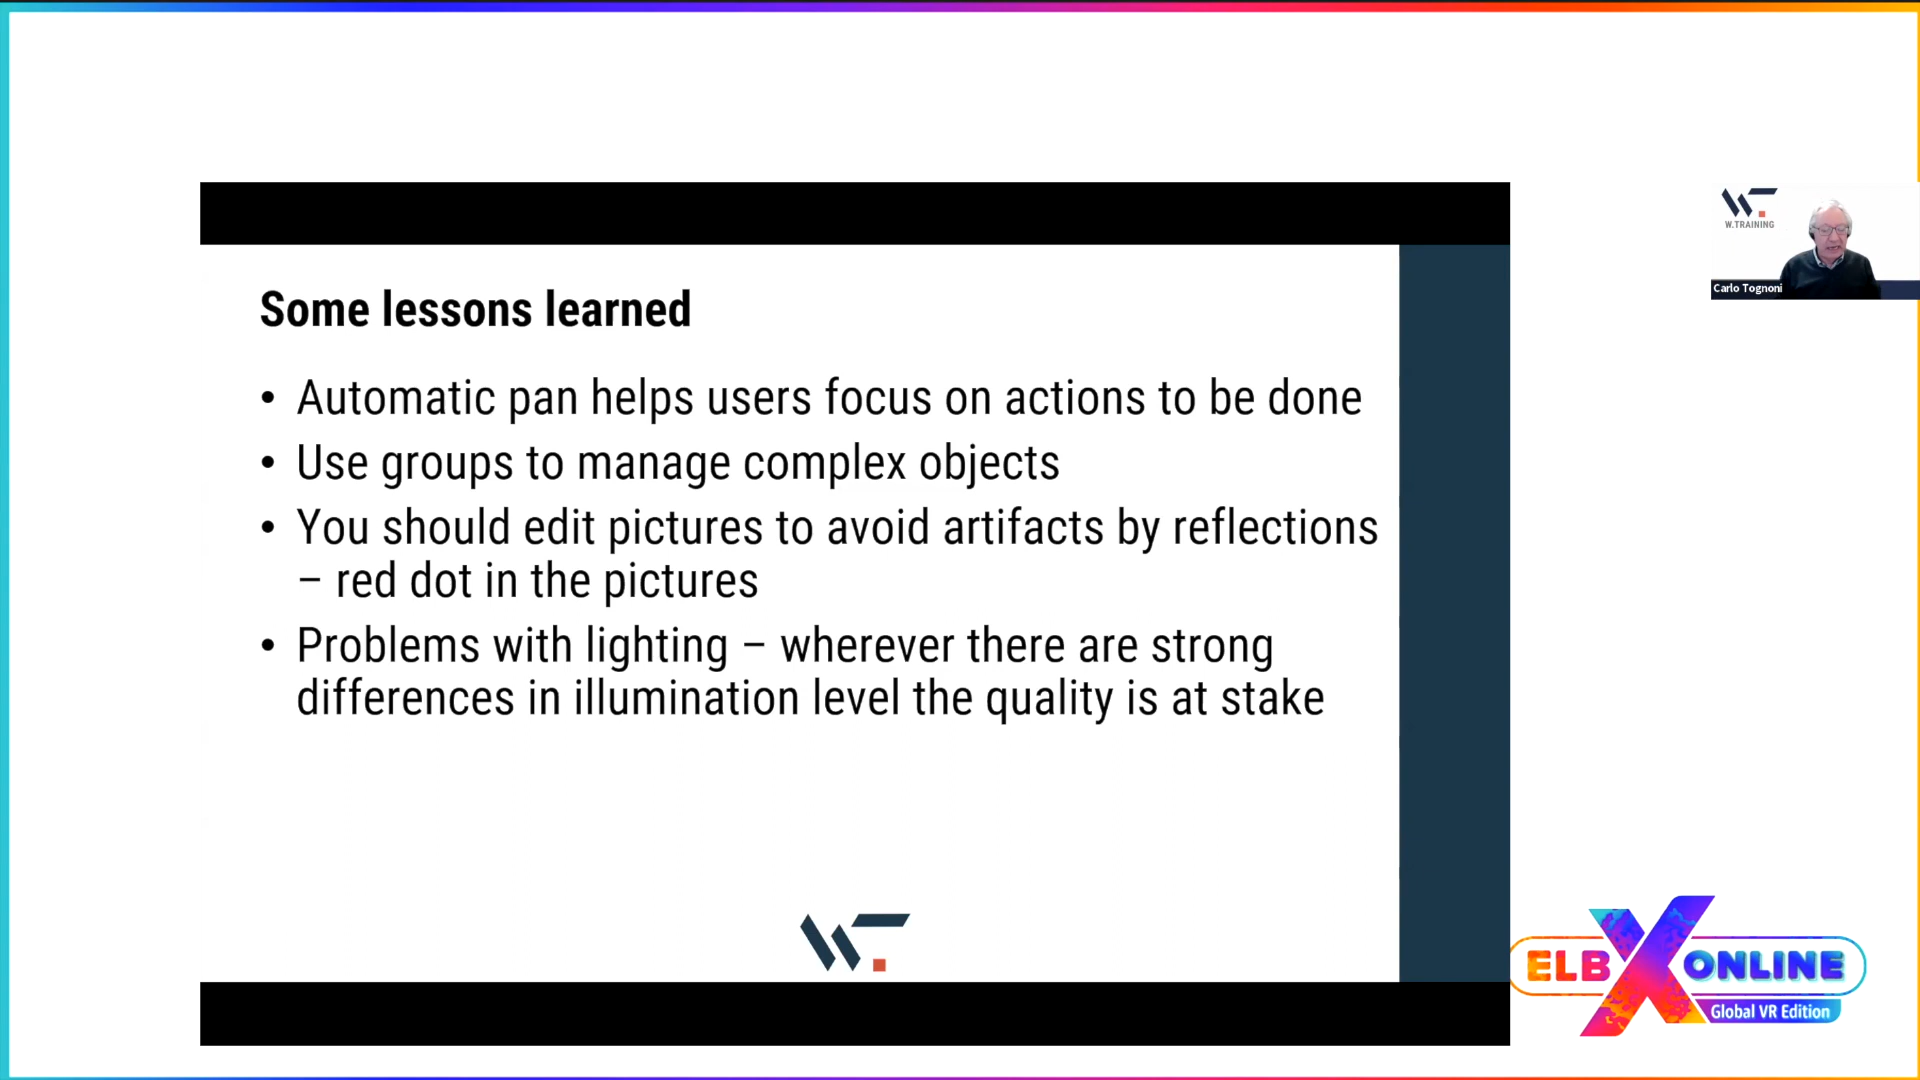 W.TRAINING
Carlo Tognoni
Some lessons learned
• Automatic pan helps users focus on actions to be done
• Use groups to manage complex objects
• You should edit pictures to avoid artifacts by reflections
– red dot in the pictures
• Problems with lighting – wherever there are strong
differences in illumination level the quality is at stake
ELBX ONLINE
Global VR Edition